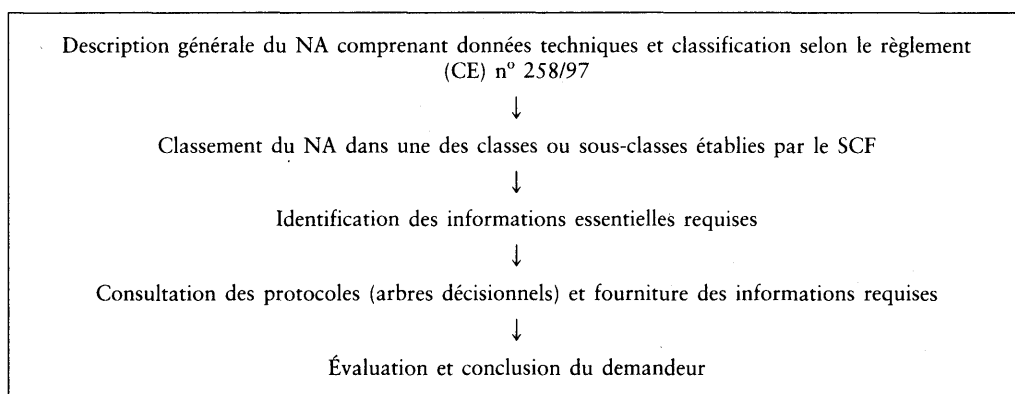 Description générale du NA comprenant données techniques et classification selon le règlement
(CE) nº 258/97
↓
Classement du NA dans une des classes ou sous-classes établies par le SCF
↓
Identification des informations essentielles requises
↓
Consultation des protocoles (arbres décisionnels) et fourniture des informations requises
↓
Évaluation et conclusion du demandeur